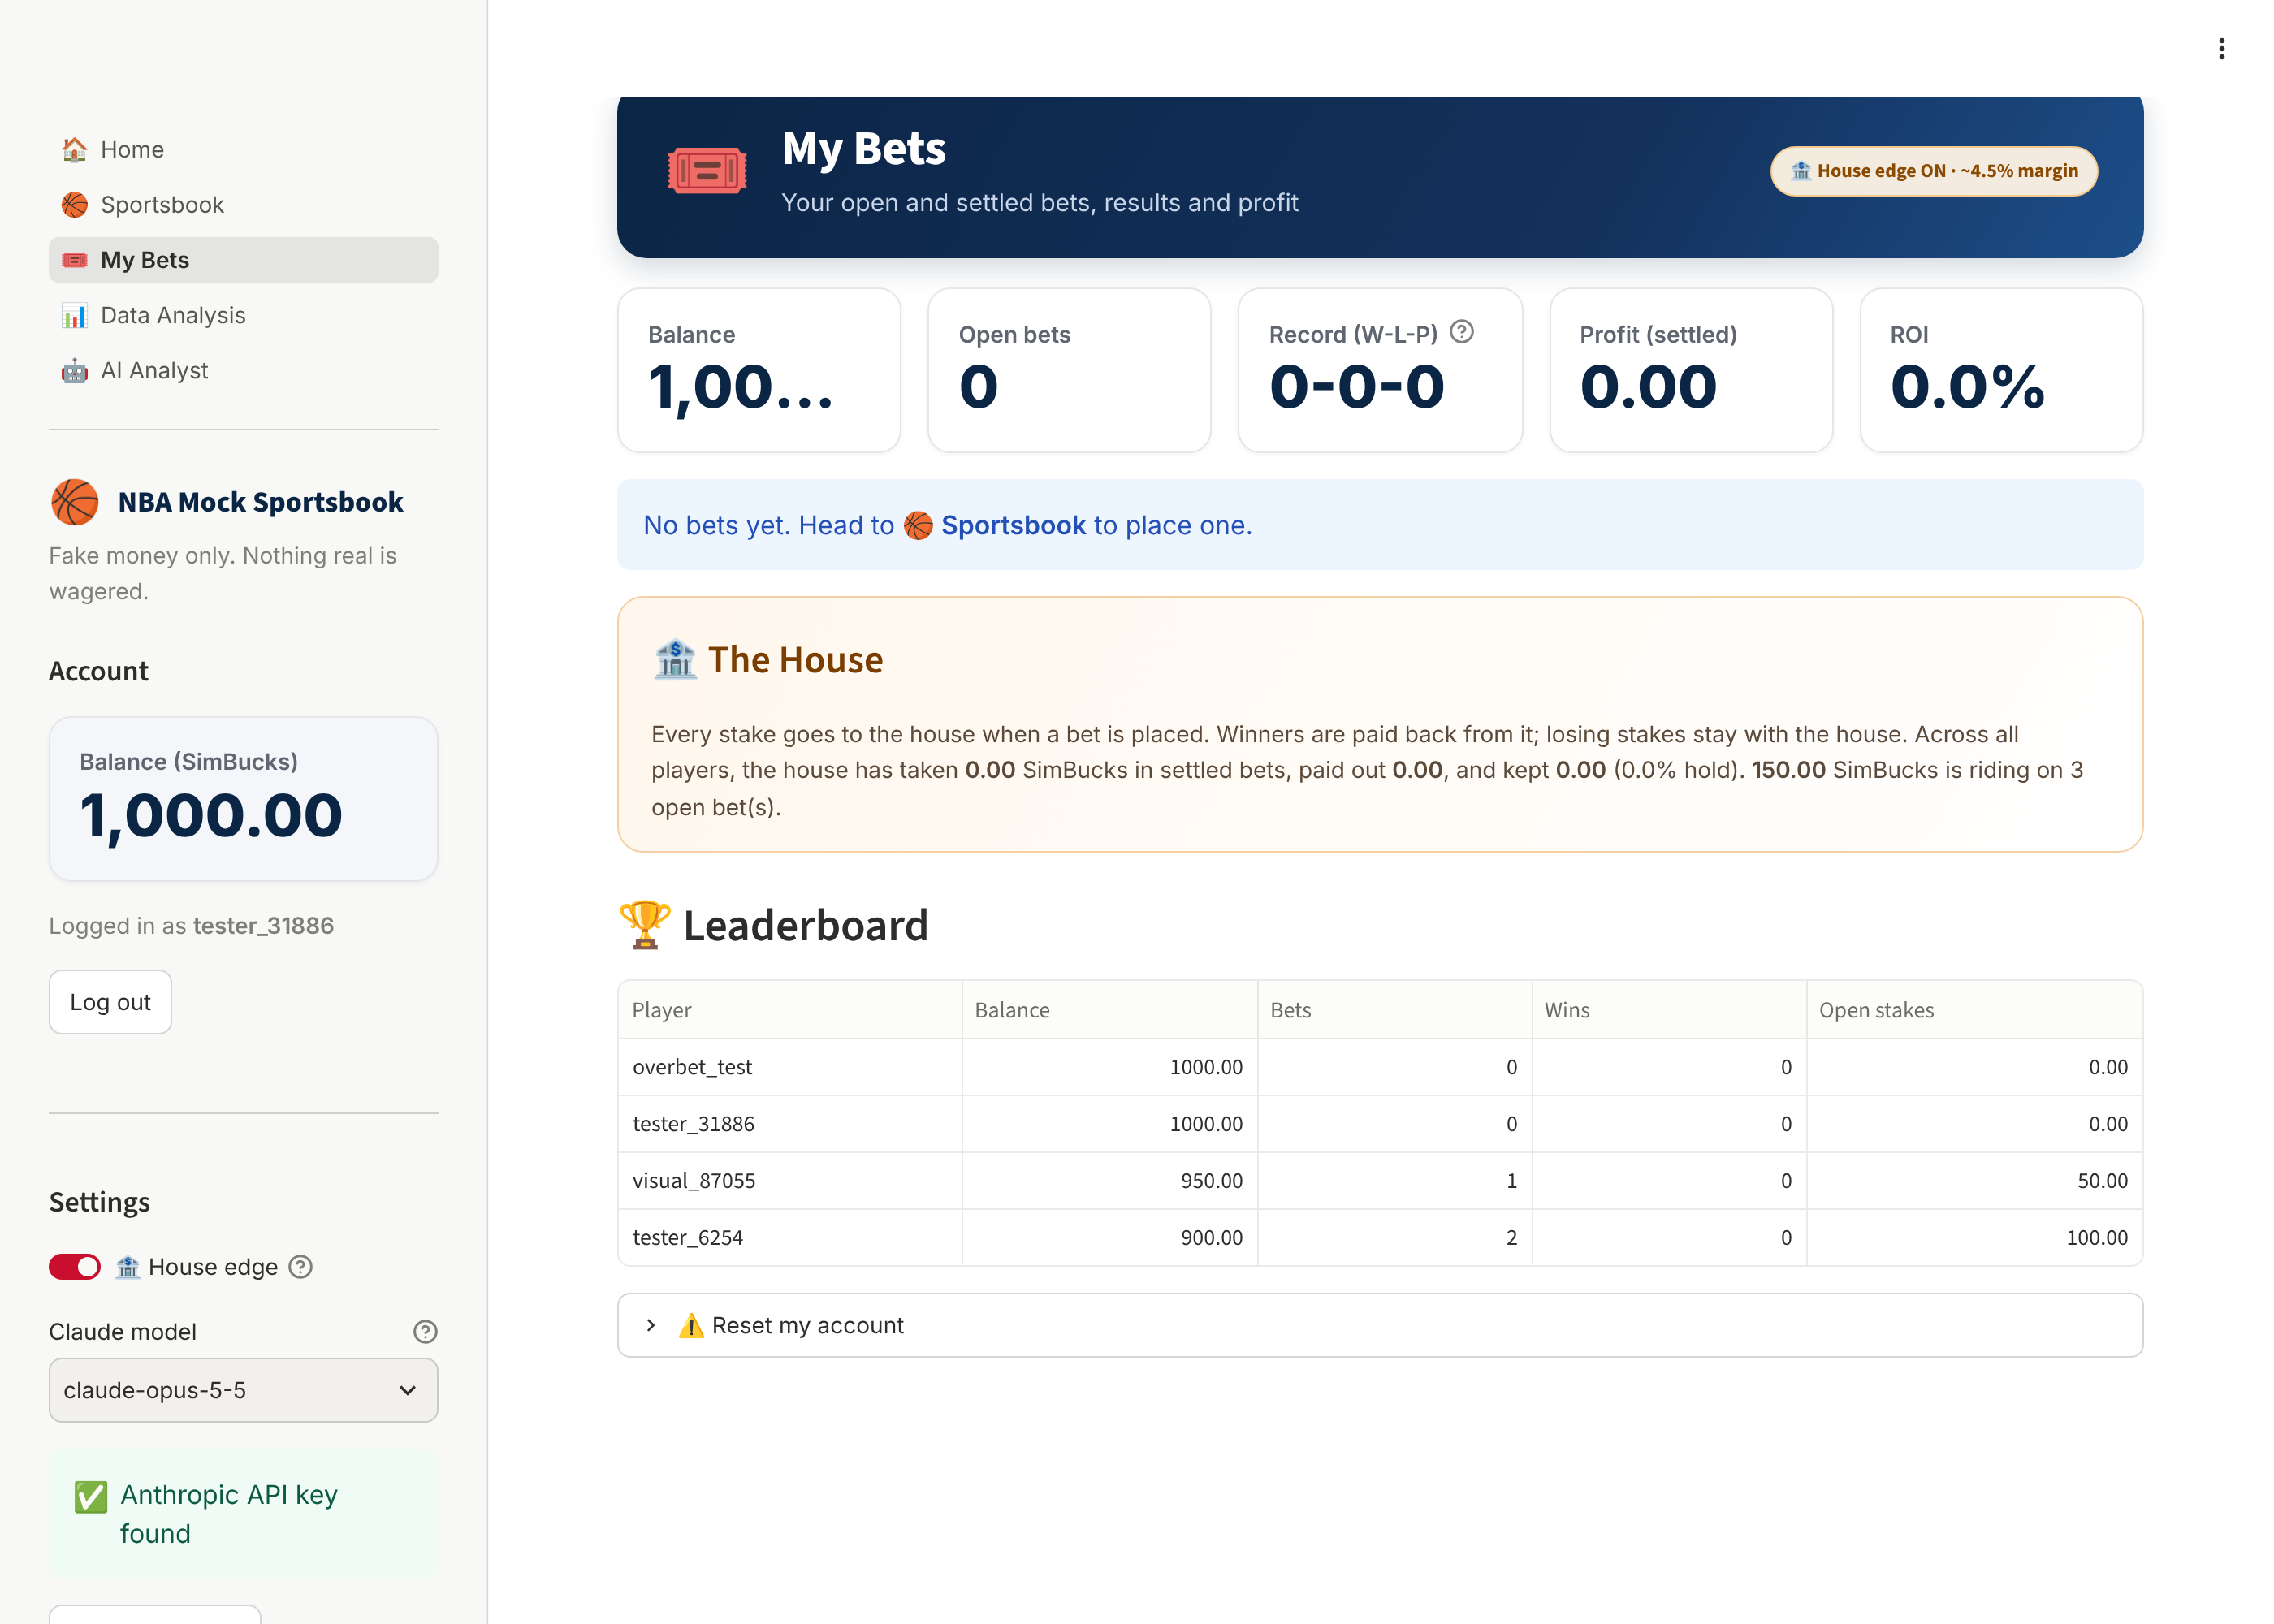 Home
Sportsbook
My Bets
Data Analysis
AI Analyst
NBA Mock Sportsbook
Fake money only. Nothing real is
wagered.
Account
Balance (SimBucks)
1,000.00
Logged in as tester_31886
Log out
Settings
House edge
Claude model
claude-opus-5-5
Anthropic API key
found
My Bets
Your open and settled bets, results and profit
House edge ON · ~4.5% margin
Balance
1,00...
Open bets
0
Record (W-L-P)
0-0-0
Profit (settled)
0.00
ROI
0.0%
No bets yet. Head to Sportsbook to place one.
The House
Every stake goes to the house when a bet is placed. Winners are paid back from it; losing stakes stay with the house. Across all
players, the house has taken 0.00 SimBucks in settled bets, paid out 0.00, and kept 0.00 (0.0% hold). 150.00 SimBucks is riding on 3
open bet(s).
Leaderboard
Player Balance Bets Wins Open stakes
overbet_test 1000.00 0 0 0.00
tester_31886 1000.00 0 0 0.00
visual_87055 950.00 1 0 50.00
tester_6254 900.00 2 0 100.00
Reset my account